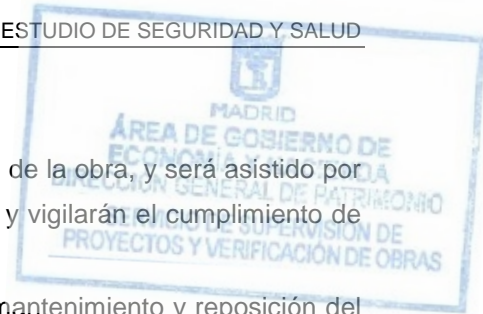 ESTUDIO DE SEGURIDAD Y SALUD
MADRID
ÁREA DE GOBIERNO DE
ECONOMÍA Y HACIENDA
DIRECCIÓN GENERAL DE PATRIMONIO
SERVICIO DE SUPERVISIÓN DE
PROYECTOS Y VERIFICACIÓN DE OBRAS
de la obra, y será asistido por
y vigilarán el cumplimiento de
mantenimiento y reposición del